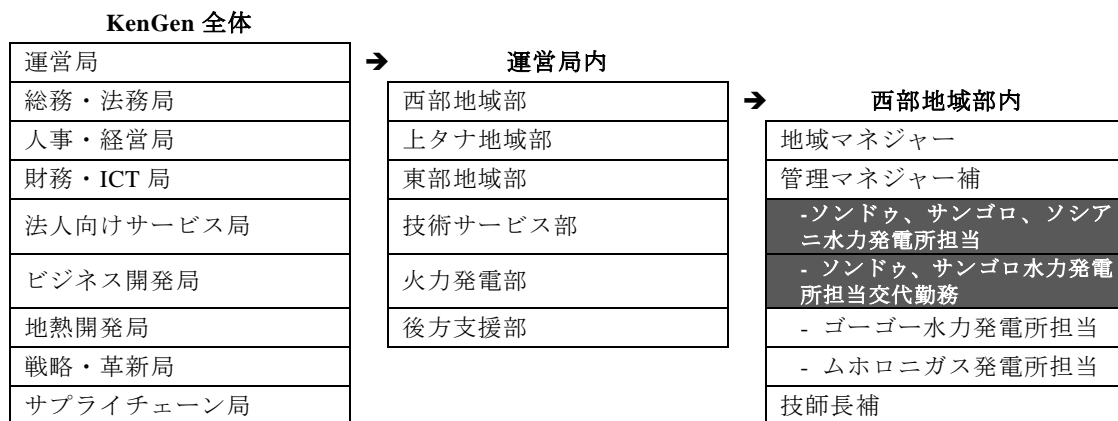 KenGen 全体
運営局
総務・法務局
人事・経営局
財務・ICT 局
法人向けサービス局
ビジネス開発局
地熱開発局
戦略・革新局
サプライチェーン局
➔ 運営局内
西部地域部
上タナ地域部
東部地域部
技術サービス部
火力発電部
後方支援部
➔ 西部地域部内
地域マネジャー
管理マネジャー補
-ソンドゥ、サンゴロ、ソシア
ニ水力発電所担当
- ソンドゥ、サンゴロ水力発電
所担当交代勤務
- ゴーゴー水力発電所担当
- ムホロニガス発電所担当
技師長補